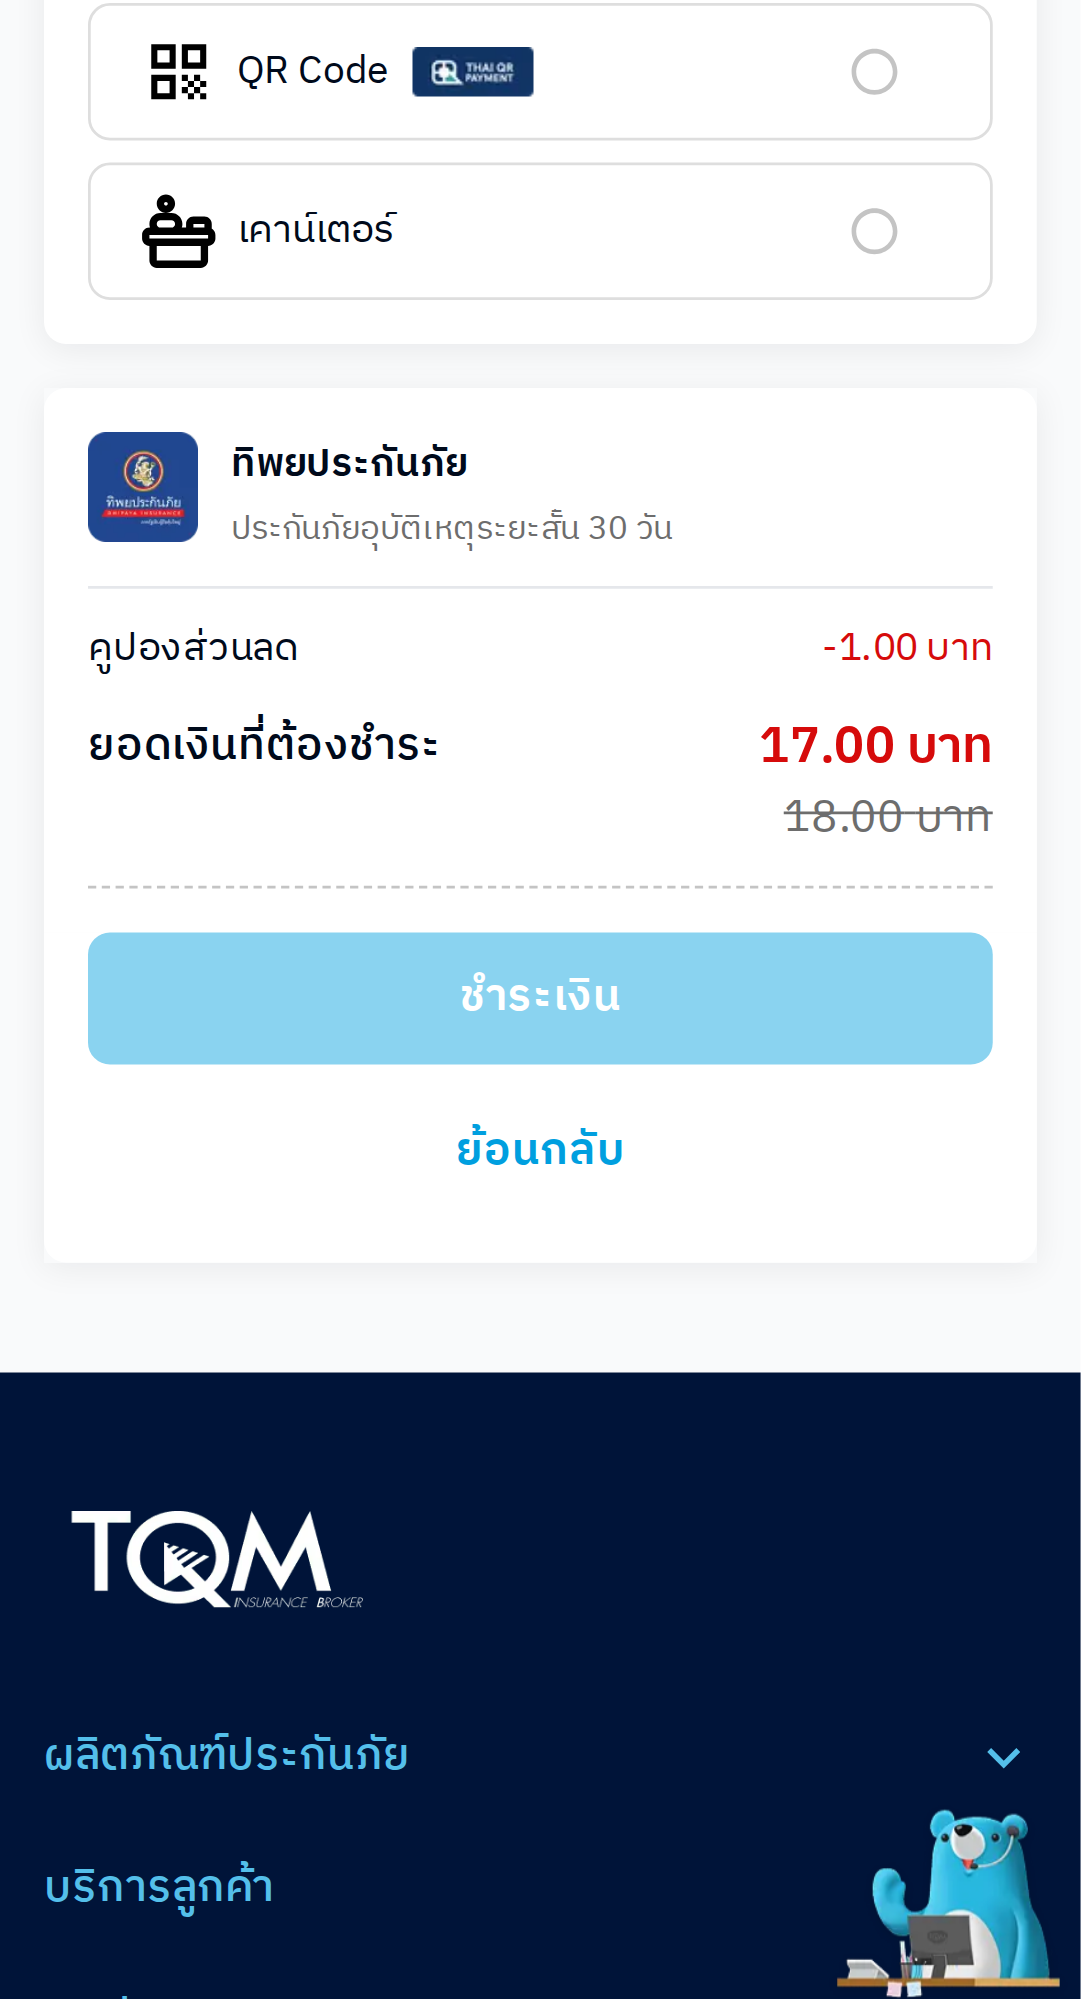 QR Code
THAI QR
PAYMENT
เคาน์เตอร์
ทิพยประกันภัย
ทิพยประกันภัย
DHIPAYA INSURANCE
ประกันภัยอุบัติเหตุระยะสั้น 30 วัน
คูปองส่วนลด -1.00 บาท
ยอดเงินที่ต้องชำระ 17.00 บาท
18.00 บาท
ชำระเงิน
ย้อนกลับ
TQM
INSURANCE BROKER
ผลิตภัณฑ์ประกันภัย
บริการลูกค้า